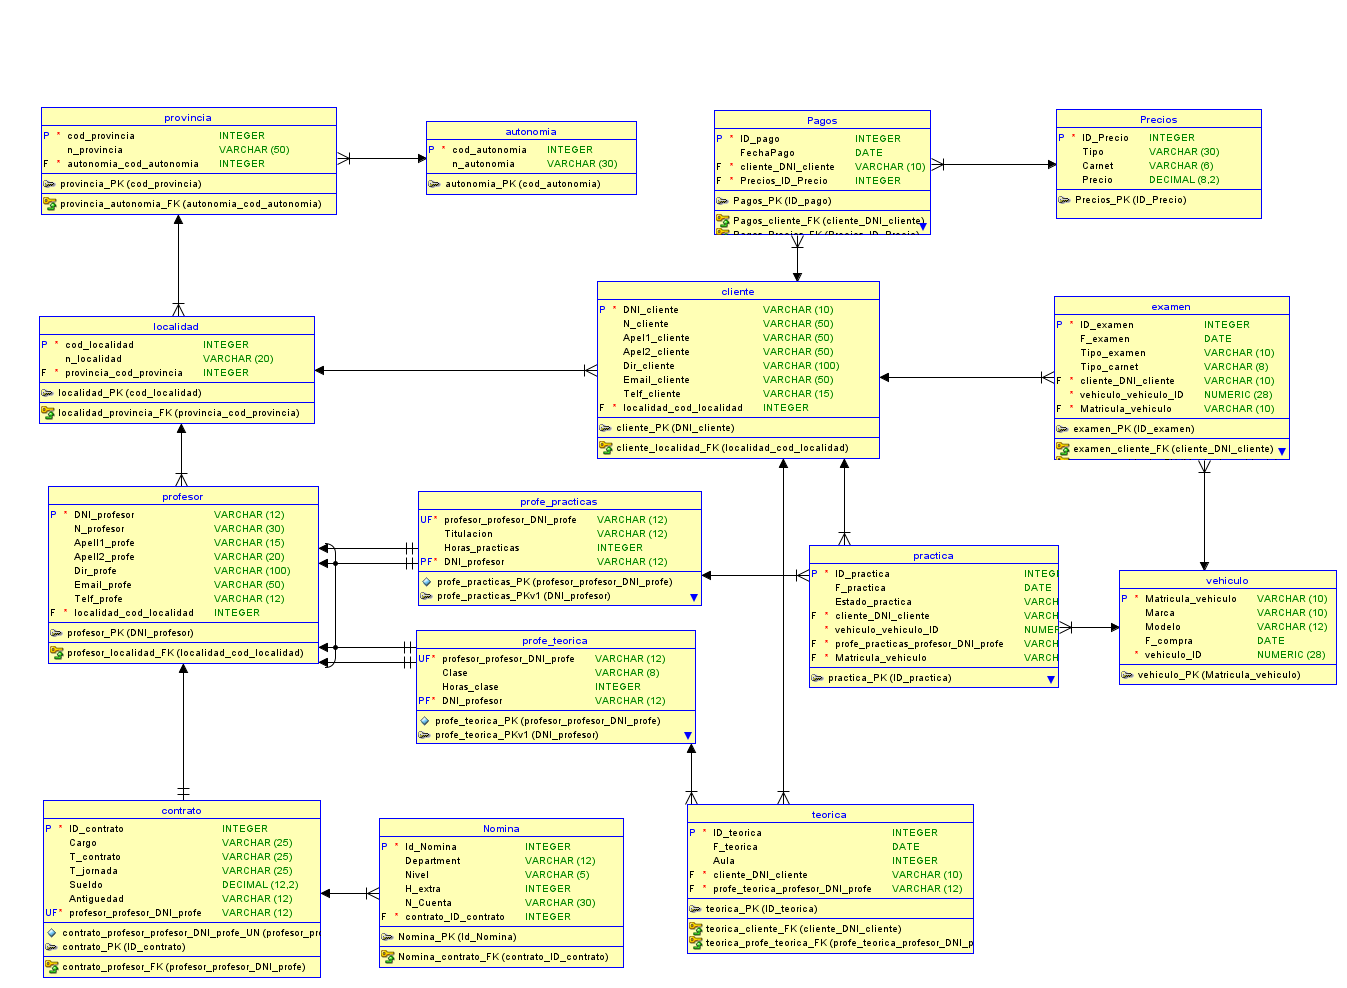 provincia
P * cod_provincia INTEGER
n_provincia VARCHAR (50)
F * autonomia_cod_autonomia INTEGER
provincia_PK (cod_provincia)
provincia_autonomia_FK (autonomia_cod_autonomia)
autonomia
P * cod_autonomia INTEGER
n_autonomia VARCHAR (30)
autonomia_PK (cod_autonomia)
Pagos
P * ID_pago INTEGER
FechaPago DATE
F * cliente_DNI_cliente VARCHAR (10)
F * Precios_ID_Precio INTEGER
Pagos_PK (ID_pago)
Pagos_cliente_FK (cliente_DNI_cliente)
Pagos_Precios_FK (Precios_ID_Precio)
Precios
P * ID_Precio INTEGER
Tipo VARCHAR (30)
Carnet VARCHAR (6)
Precio DECIMAL (8,2)
Precios_PK (ID_Precio)
localidad
P * cod_localidad INTEGER
n_localidad VARCHAR (20)
F * provincia_cod_provincia INTEGER
localidad_PK (cod_localidad)
localidad_provincia_FK (provincia_cod_provincia)
cliente
P * DNI_cliente VARCHAR (10)
N_cliente VARCHAR (50)
Apel1_cliente VARCHAR (50)
Apel2_cliente VARCHAR (50)
Dir_cliente VARCHAR (100)
Email_cliente VARCHAR (50)
Telf_cliente VARCHAR (15)
F * localidad_cod_localidad INTEGER
cliente_PK (DNI_cliente)
cliente_localidad_FK (localidad_cod_localidad)
examen
P * ID_examen INTEGER
F_examen DATE
Tipo_examen VARCHAR (10)
Tipo_carnet VARCHAR (8)
F * cliente_DNI_cliente VARCHAR (10)
* vehiculo_vehiculo_ID NUMERIC (28)
F * Matricula_vehiculo VARCHAR (10)
examen_PK (ID_examen)
examen_cliente_FK (cliente_DNI_cliente)
profesor
P * DNI_profesor VARCHAR (12)
N_profesor VARCHAR (30)
Apell1_profe VARCHAR (15)
Apell2_profe VARCHAR (20)
Dir_profe VARCHAR (100)
Email_profe VARCHAR (50)
Telf_profe VARCHAR (12)
F * localidad_cod_localidad INTEGER
profesor_PK (DNI_profesor)
profesor_localidad_FK (localidad_cod_localidad)
profe_practicas
UF* profesor_profesor_DNI_profe VARCHAR (12)
Titulacion VARCHAR (12)
Horas_practicas INTEGER
PF* DNI_profesor VARCHAR (12)
profe_practicas_PK (profesor_profesor_DNI_profe)
profe_practicas_PKv1 (DNI_profesor)
practica
P * ID_practica INTEG
F_practica DATE
Estado_practica VARCH
F * cliente_DNI_cliente VARCH
* vehiculo_vehiculo_ID NUMER
F * profe_practicas_profesor_DNI_profe VARCH
F * Matricula_vehiculo VARCH
practica_PK (ID_practica)
vehiculo
P * Matricula_vehiculo VARCHAR (10)
Marca VARCHAR (10)
Modelo VARCHAR (12)
F_compra DATE
* vehiculo_ID NUMERIC (28)
vehiculo_PK (Matricula_vehiculo)
profe_teorica
UF* profesor_profesor_DNI_profe VARCHAR (12)
Clase VARCHAR (8)
Horas_clase INTEGER
PF* DNI_profesor VARCHAR (12)
profe_teorica_PK (profesor_profesor_DNI_profe)
profe_teorica_PKv1 (DNI_profesor)
contrato
P * ID_contrato INTEGER
Cargo VARCHAR (25)
T_contrato VARCHAR (25)
T_jornada VARCHAR (25)
Sueldo DECIMAL (12,2)
Antiguedad VARCHAR (12)
UF* profesor_profesor_DNI_profe VARCHAR (12)
contrato_profesor_profesor_DNI_profe_UN (profesor_pr
contrato_PK (ID_contrato)
contrato_profesor_FK (profesor_profesor_DNI_profe)
Nomina
P * Id_Nomina INTEGER
Department VARCHAR (12)
Nivel VARCHAR (5)
H_extra INTEGER
N_Cuenta VARCHAR (30)
F * contrato_ID_contrato INTEGER
Nomina_PK (Id_Nomina)
Nomina_contrato_FK (contrato_ID_contrato)
teorica
P * ID_teorica INTEGER
F_teorica DATE
Aula INTEGER
F * cliente_DNI_cliente VARCHAR (10)
F * profe_teorica_profesor_DNI_profe VARCHAR (12)
teorica_PK (ID_teorica)
teorica_cliente_FK (cliente_DNI_cliente)
teorica_profe_teorica_FK (profe_teorica_profesor_DNI_p